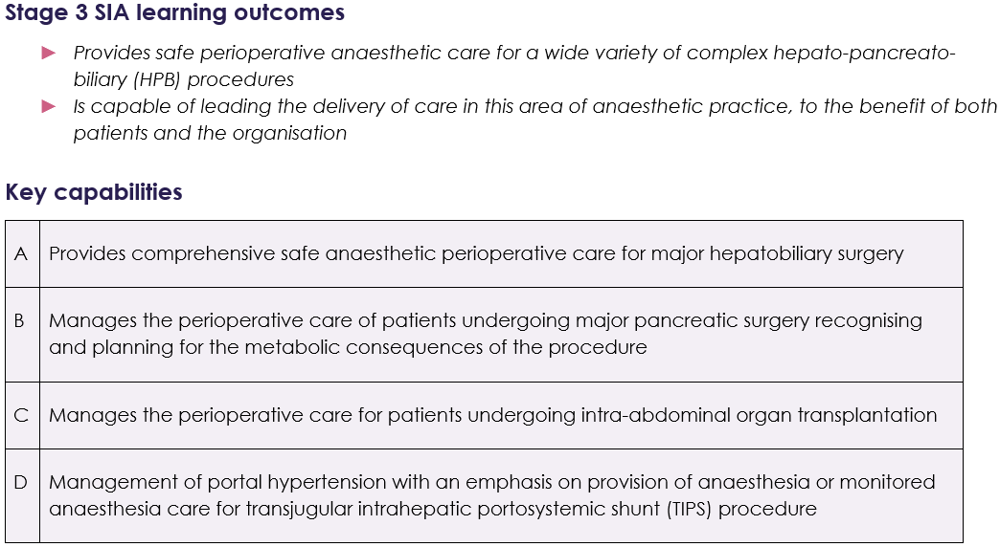 Stage 3 SIA learning outcomes
Provides safe perioperative anaesthetic care for a wide variety of complex hepato-pancreato-
biliary (HPB) procedures
Is capable of leading the delivery of care in this area of anaesthetic practice, to the benefit of both
patients and the organisation
Key capabilities
A Provides comprehensive safe anaesthetic perioperative care for major hepatobiliary surgery
B Manages the perioperative care of patients undergoing major pancreatic surgery recognising
and planning for the metabolic consequences of the procedure
C Manages the perioperative care for patients undergoing intra-abdominal organ transplantation
D Management of portal hypertension with an emphasis on provision of anaesthesia or monitored
anaesthesia care for transjugular intrahepatic portosystemic shunt (TIPS) procedure